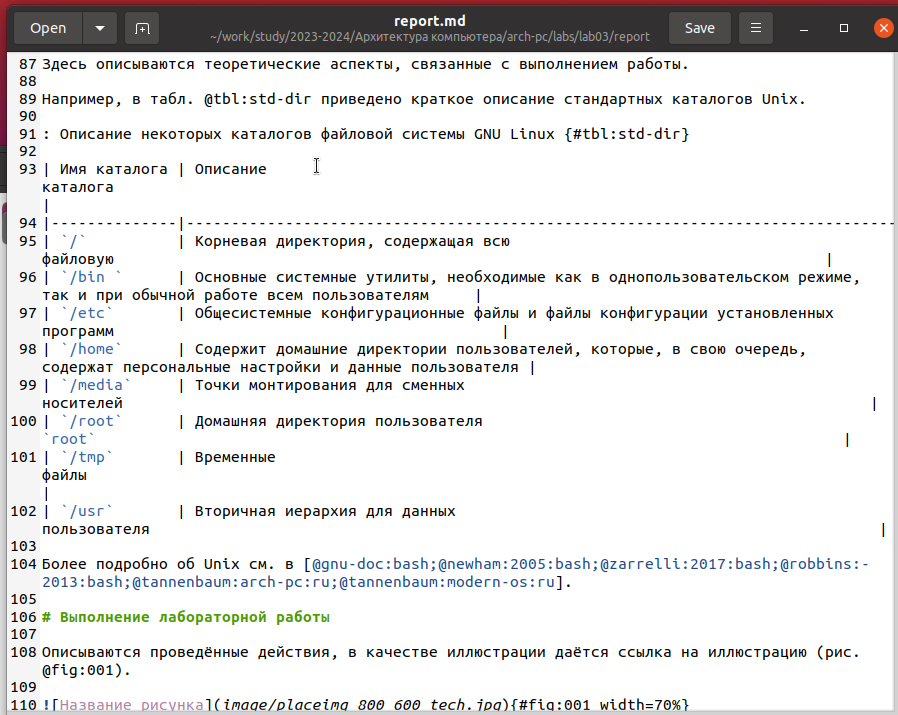 Open
report.md
~/work/study/2023-2024/Архитектура компьютера/arch-pc/labs/lab03/report
Save
87 Здесь описываются теоретические аспекты, связанные с выполнением работы.
88
89 Например, в табл. @tbl:std-dir приведено краткое описание стандартных каталогов Unix.
90
91 : Описание некоторых каталогов файловой системы GNU Linux {#tbl:std-dir}
92
93 | Имя каталога | Описание
каталога
|
94 |--------------|-------------------------------------------------------------------------------
95 | `/` | Корневая директория, содержащая всю
файловую |
96 | `/bin ` | Основные системные утилиты, необходимые как в однопользовательском режиме,
так и при обычной работе всем пользователям |
97 | `/etc` | Общесистемные конфигурационные файлы и файлы конфигурации установленных
программ |
98 | `/home` | Содержит домашние директории пользователей, которые, в свою очередь,
содержат персональные настройки и данные пользователя |
99 | `/media` | Точки монтирования для сменных
носителей |
100 | `/root` | Домашняя директория пользователя
`root` |
101 | `/tmp` | Временные
файлы
|
102 | `/usr` | Вторичная иерархия для данных
пользователя |
103
104 Более подробно об Unix см. в [@gnu-doc:bash;@newham:2005:bash;@zarrelli:2017:bash;@robbins:-
2013:bash;@tannenbaum:arch-pc:ru;@tannenbaum:modern-os:ru].
105
106 # Выполнение лабораторной работы
107
108 Описываются проведённые действия, в качестве иллюстрации даётся ссылка на иллюстрацию (рис.
@fig:001).
109
110 ![Название рисунка](image/placeimg_800_600_tech.jpg){#fig:001 width=70%}